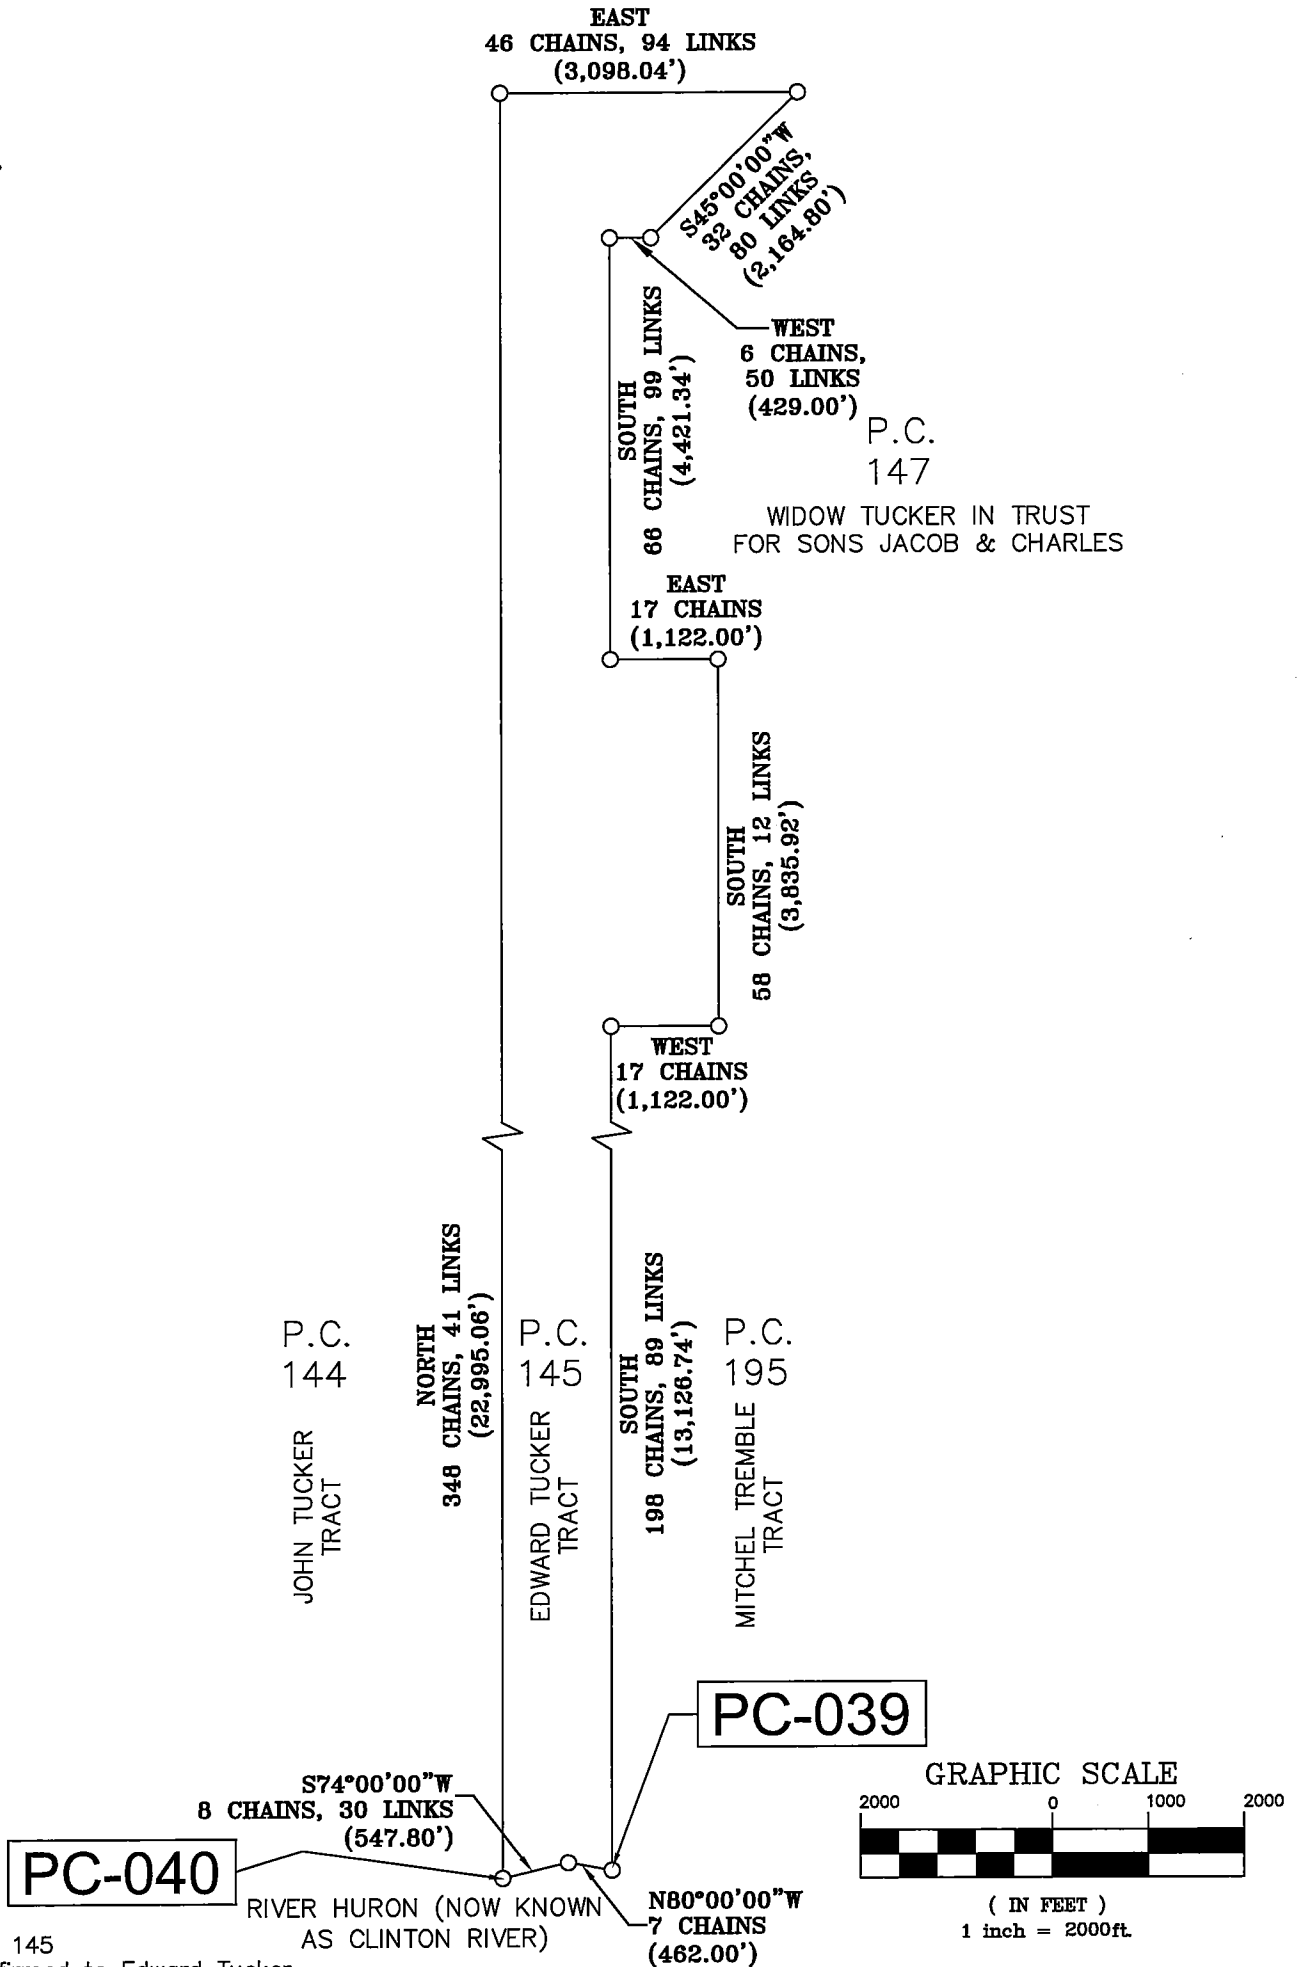 EAST
46 CHAINS, 94 LINKS
(3,098.04')
S45°00'00"W
32 CHAINS,
80 LINKS
(2,164.80')
WEST
6 CHAINS,
50 LINKS
(429.00')
SOUTH
66 CHAINS, 99 LINKS
(4,421.34')
P.C.
147
WIDOW TUCKER IN TRUST
FOR SONS JACOB & CHARLES
EAST
17 CHAINS
(1,122.00')
SOUTH
58 CHAINS, 12 LINKS
(3,835.92')
WEST
17 CHAINS
(1,122.00')
NORTH
348 CHAINS, 41 LINKS
(22,995.06')
SOUTH
198 CHAINS, 89 LINKS
(13,126.74')
P.C.
144
JOHN TUCKER
TRACT
P.C.
145
EDWARD TUCKER
TRACT
P.C.
195
MITCHEL TREMBLE
TRACT
PC-039
S74°00'00"W
8 CHAINS, 30 LINKS
(547.80')
PC-040
RIVER HURON (NOW KNOWN
AS CLINTON RIVER)
N80°00'00"W
7 CHAINS
(462.00')
GRAPHIC SCALE
2000 0 1000 2000
( IN FEET )
1 inch = 2000ft.
145
to Edward Tucker